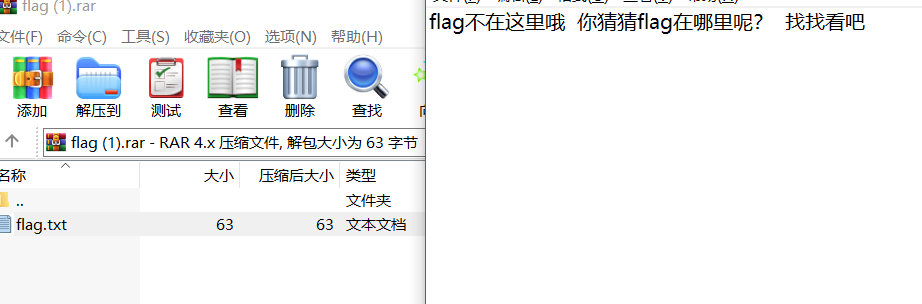 flag (1).rar
文件(F) 命令(C) 工具(S) 收藏夹(O) 选项(N) 帮助(H)
添加 解压到 测试 查看 删除 查找
flag (1).rar - RAR 4.x 压缩文件, 解包大小为 63 字节
名称 大小 压缩后大小 类型
.. 文件夹
flag.txt 63 63 文本文档
flag不在这里哦 你猜猜flag在哪里呢？ 找找看吧